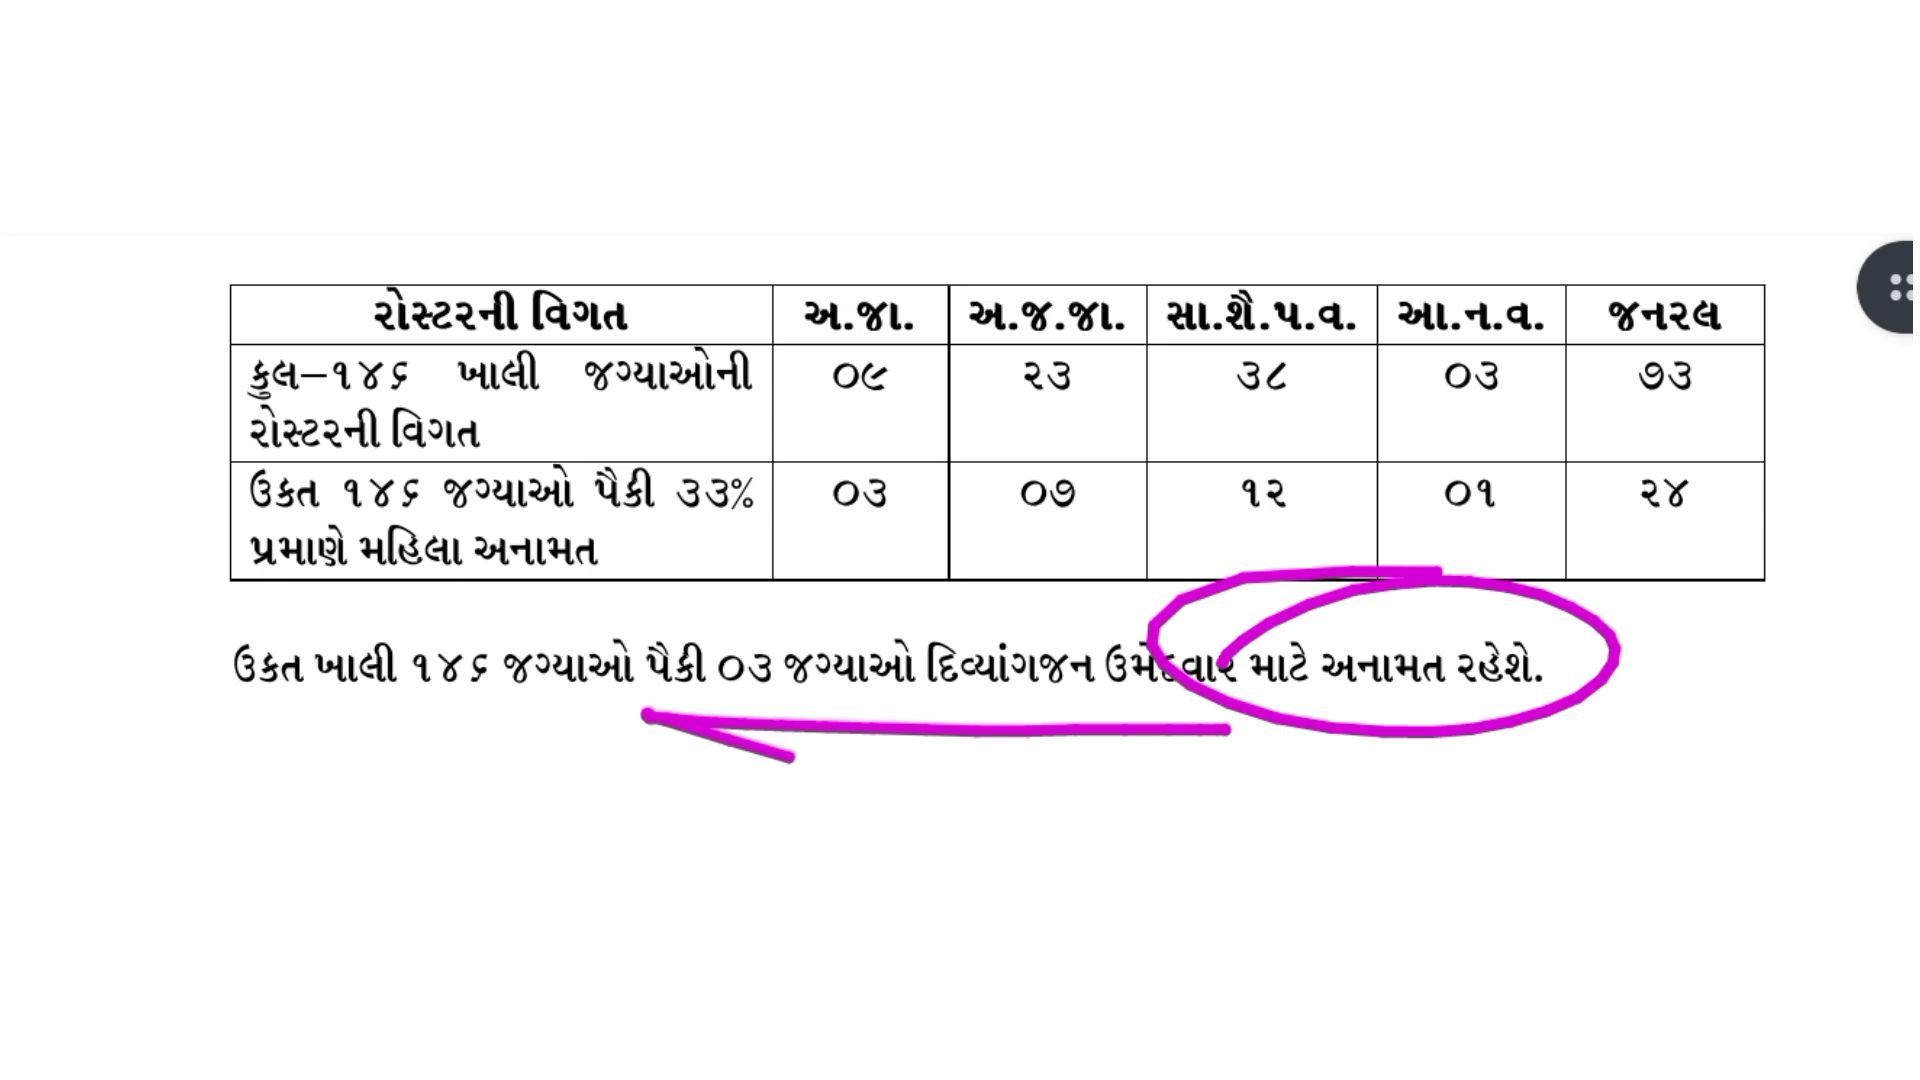 રોસ્ટરની વિગત અ.જા. અ.જ.જા. સા.શૈ.પ.વ. આ.ન.વ. જનરલ
કુલ–૧૪૬ ખાલી જગ્યાઓની ૦૯ ૨૩ ૩૮ ૦૩ ૭૩
રોસ્ટરની વિગત
ઉકત ૧૪૬ જગ્યાઓ પૈકી ૩૩% ૦૩ ૦૭ ૧૨ ૦૧ ૨૪
પ્રમાણે મહિલા અનામત
ઉકત ખાલી ૧૪૬ જગ્યાઓ પૈકી ૦૩ જગ્યાઓ દિવ્યાંગજન ઉમેદવાર માટે અનામત રહેશે.